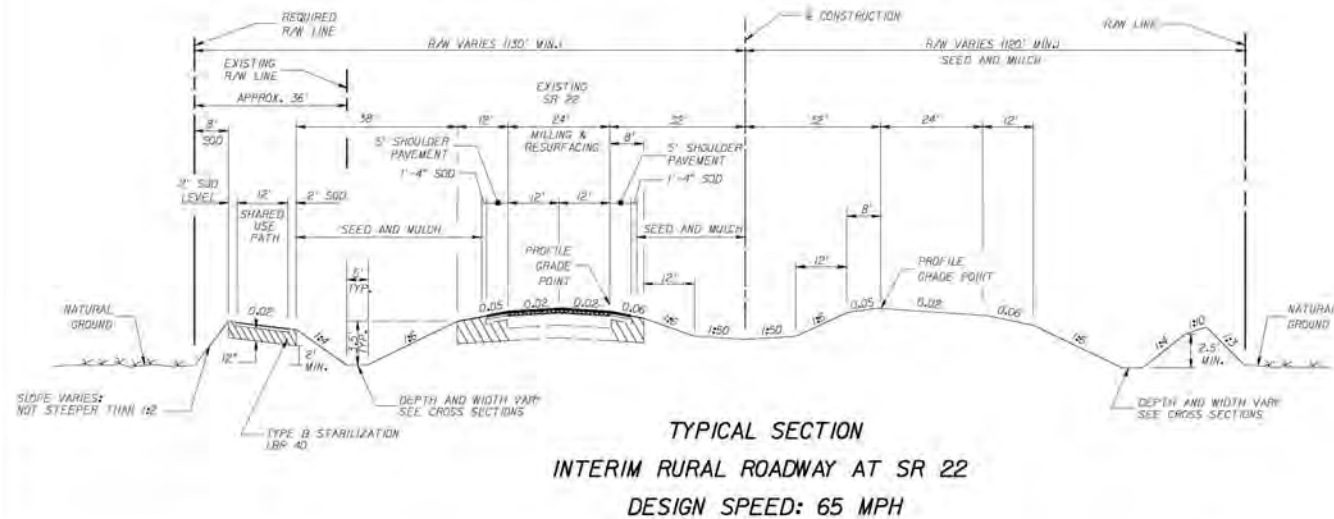 REQUIRED
R/W LINE
℄ CONSTRUCTION
R/W LINE
R/W VARIES (130' MIN.)
R/W VARIES (120' MIN.)
SEED AND MULCH
EXISTING
R/W LINE
APPROX. 36'
EXISTING
SR 22
8'
SOD
38'
12'
24'
22'
24'
12'
MILLING &
RESURFACING
8'
5' SHOULDER
PAVEMENT
5' SHOULDER
PAVEMENT
1'-4" SOD
1'-4" SOD
2' SOD
LEVEL
12'
2' SOD
12'
12'
8'
SHARED
USE
PATH
SEED AND MULCH
SEED AND MULCH
PROFILE
GRADE
POINT
PROFILE
GRADE POINT
5'
TYP.
12'
12'
NATURAL
GROUND
0.02
0.05
0.02
0.02
0.06
0.05
0.02
0.06
NATURAL
GROUND
1:4
1:6
3.5'
TYP.
1:6
1:50
1:50
1:6
1:6
1:4
1:10
1:3
12"
2'
MIN.
2.5'
MIN.
SLOPE VARIES:
NOT STEEPER THAN 1:2
DEPTH AND WIDTH VARY
SEE CROSS SECTIONS
DEPTH AND WIDTH VARY
SEE CROSS SECTIONS
TYPE B STABILIZATION
LBR 40
TYPICAL SECTION
INTERIM RURAL ROADWAY AT SR 22
DESIGN SPEED: 65 MPH